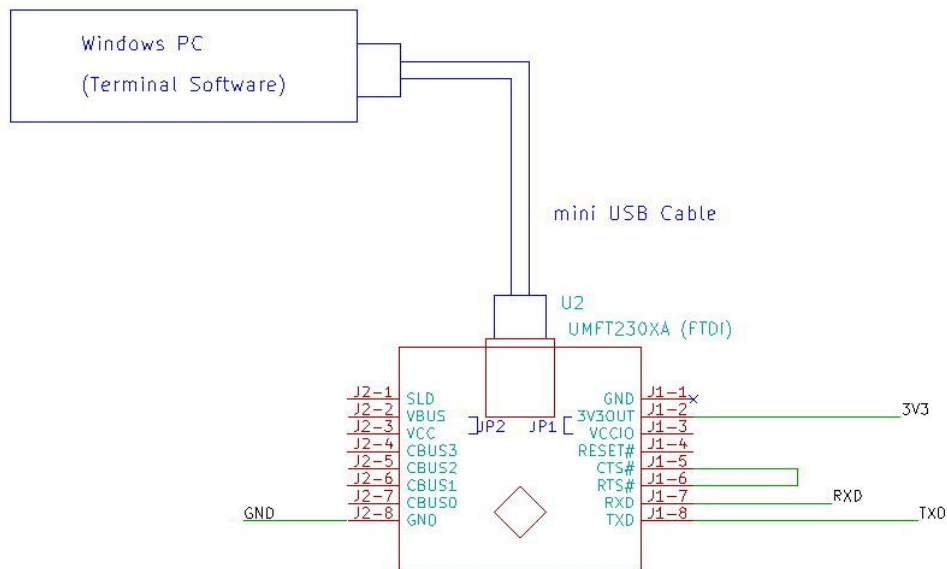 Windows PC
(Terminal Software)
mini USB Cable
U2
UMFT230XA (FTDI)
J2-1 SLD
J2-2 VBUS
J2-3 VCC
J2-4 CBUS3
J2-5 CBUS2
J2-6 CBUS1
J2-7 CBUS0
GND J2-8 GND
JP2 JP1
GND J1-1
3V3OUT J1-2 3V3
VCCIO J1-3
RESET# J1-4
CTS# J1-5
RTS# J1-6
RXD J1-7 RXD
TXD J1-8 TXD